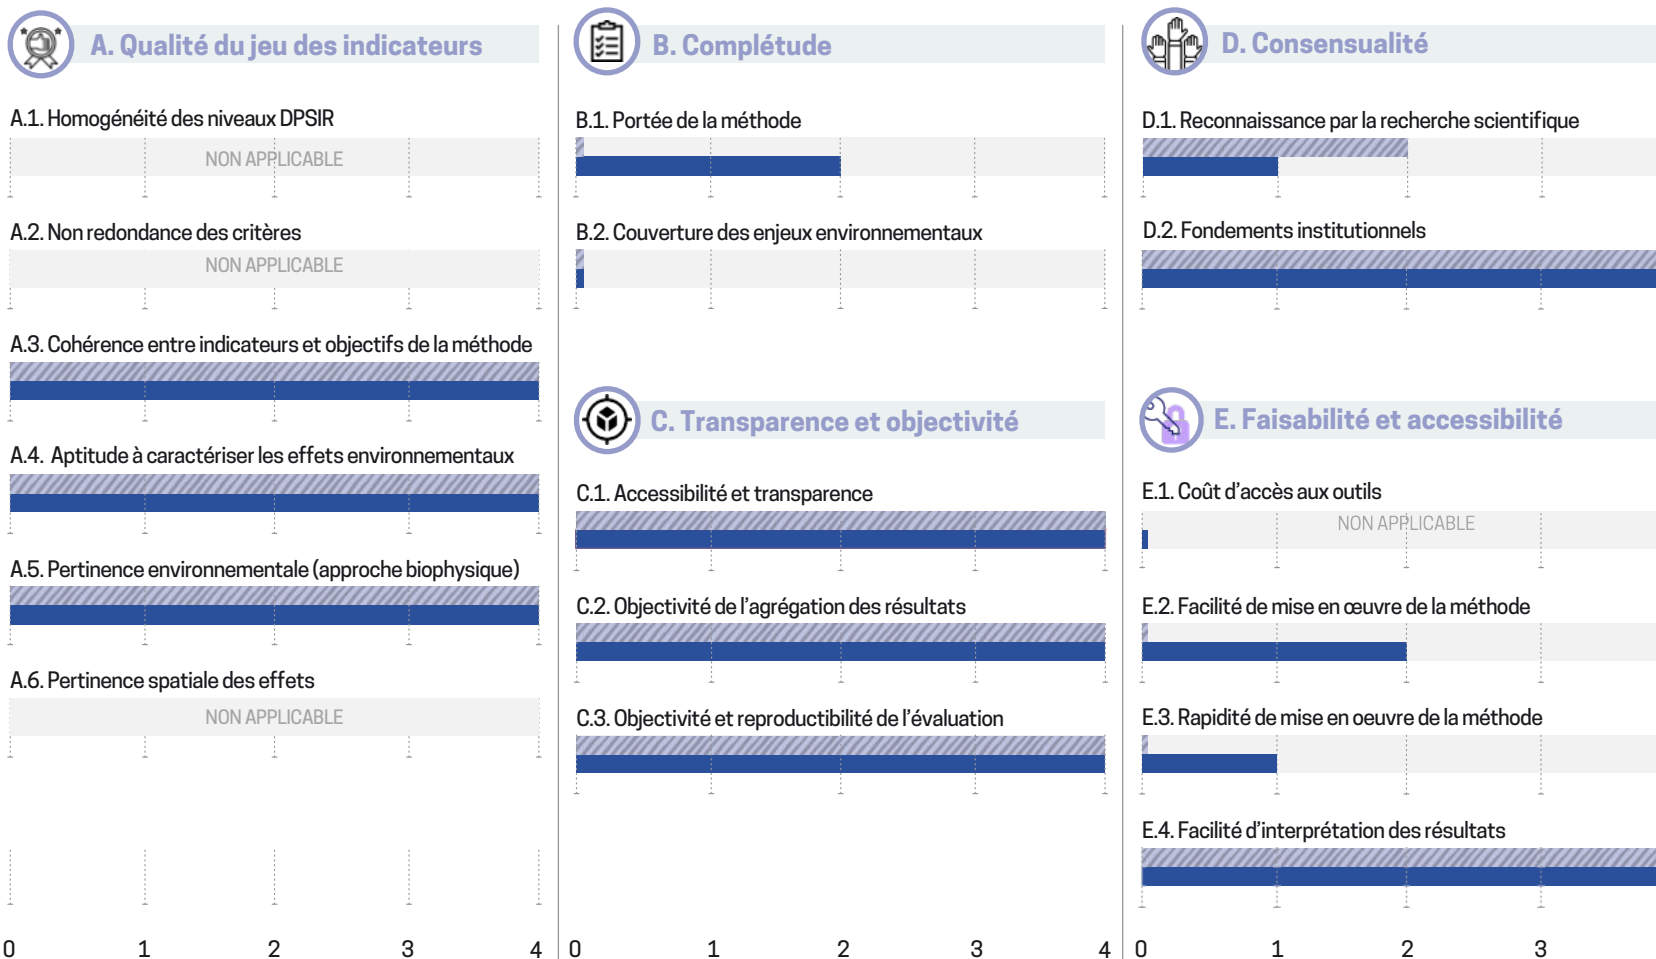 A. Qualité du jeu des indicateurs
A.1. Homogénéité des niveaux DPSIR
NON APPLICABLE
A.2. Non redondance des critères
NON APPLICABLE
A.3. Cohérence entre indicateurs et objectifs de la méthode
A.4. Aptitude à caractériser les effets environnementaux
A.5. Pertinence environnementale (approche biophysique)
A.6. Pertinence spatiale des effets
NON APPLICABLE
0 1 2 3 4
B. Complétude
B.1. Portée de la méthode
B.2. Couverture des enjeux environnementaux
C. Transparence et objectivité
C.1. Accessibilité et transparence
C.2. Objectivité de l'agrégation des résultats
C.3. Objectivité et reproductibilité de l'évaluation
0 1 2 3 4
D. Consensualité
D.1. Reconnaissance par la recherche scientifique
D.2. Fondements institutionnels
E. Faisabilité et accessibilité
E.1. Coût d'accès aux outils
NON APPLICABLE
E.2. Facilité de mise en œuvre de la méthode
E.3. Rapidité de mise en oeuvre de la méthode
E.4. Facilité d'interprétation des résultats
0 1 2 3